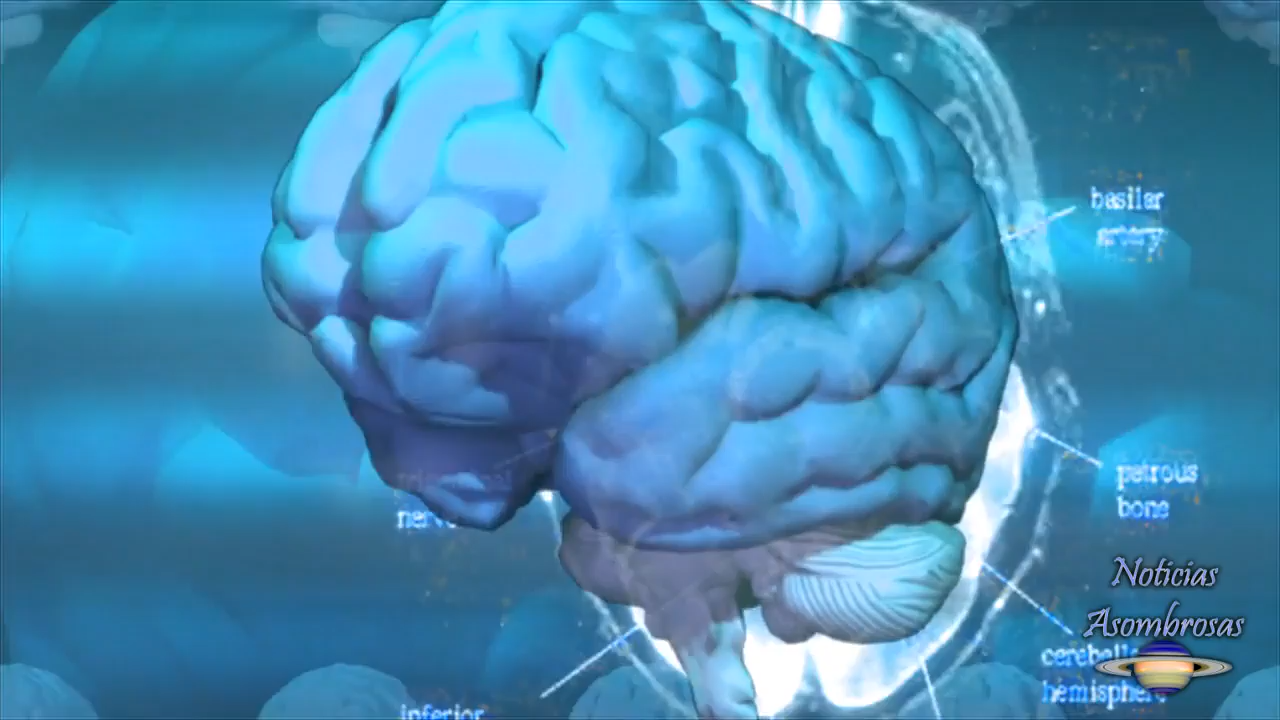 basilar
artery
petrous
bone
nerve
Noticias
Asombrosas
hemisphere
inferior